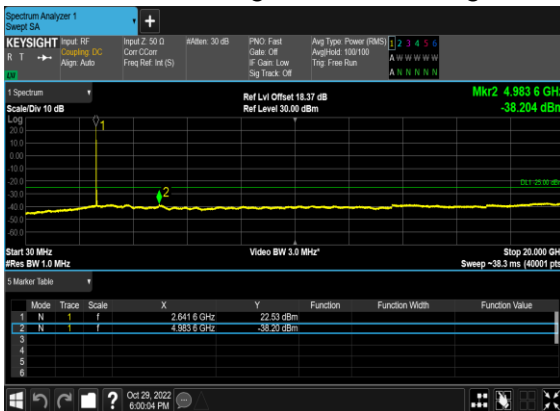 Spectrum Analyzer 1
Swept SA
+
KEYSIGHT
R T
Input: RF
Coupling: DC
Align: Auto
Input Z: 50 Ω
Corr CCorr
Freq Ref: Int (S)
#Atten: 30 dB
PNO: Fast
Gate: Off
IF Gain: Low
Sig Track: Off
Avg Type: Power (RMS)
Avg|Hold: 100/100
Trig: Free Run
1 2 3 4 5 6
A W W W W W
A N N N N N
1 Spectrum
Scale/Div 10 dB
Ref Lvl Offset 18.37 dB
Ref Level 30.00 dBm
Mkr2 4.983 6 GHz
-38.204 dBm
Log
20.0
10.0
0.00
-10.0
-20.0
-30.0
-40.0
-50.0
-60.0
1
2
DL1 -25.00 dBm
Start 30 MHz
#Res BW 1.0 MHz
Video BW 3.0 MHz*
Stop 20.000 GHz
Sweep ~38.3 ms (40001 pts)
5 Marker Table
Mode Trace Scale X Y Function Function Width Function Value
1 N 1 f 2.641 6 GHz 22.53 dBm
2 N 1 f 4.983 6 GHz -38.20 dBm
3
4
5
6
?
Oct 29, 2022
6:00:04 PM